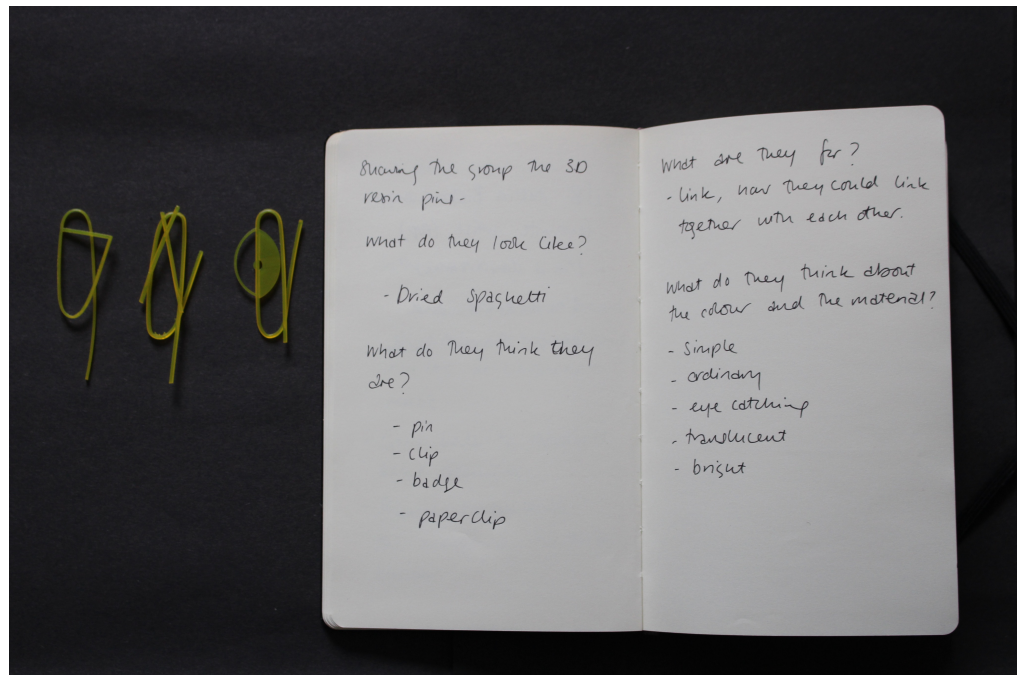 Showing the group the 3D
resin pins -
What do they look like?
- Dried spaghetti
What do they think they
are?
- pin
- clip
- badge
- paperclip
What are they for?
- link, how they could link
together with each other.
What do they think about
the colour and the material?
- simple
- ordinary
- eye catching
- translucent
- bright